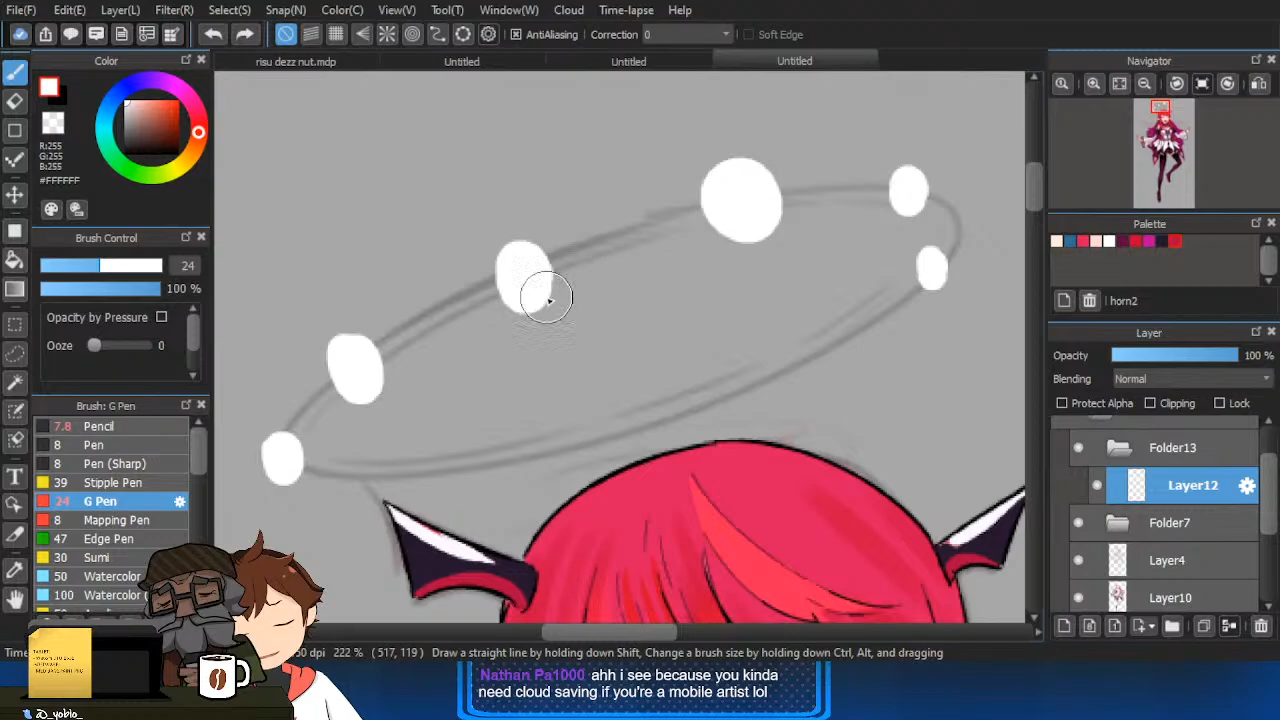 File(F) Edit(E) Layer(L) Filter(R) Select(S) Snap(N) Color(C) View(V) Tool(T) Window(W) Cloud Time-lapse Help
AntiAliasing Correction 0 Soft Edge
Color
risu dezz nut.mdp Untitled Untitled Untitled
Navigator
R:255
G:255
B:255
#FFFFFF
Brush Control
24
100 %
Opacity by Pressure
Ooze 0
Brush: G Pen
7.8 Pencil
8 Pen
8 Pen (Sharp)
39 Stipple Pen
24 G Pen
8 Mapping Pen
47 Edge Pen
30 Sumi
50 Watercolor
100 Watercolor
Palette
horn2
Layer
Opacity 100 %
Blending Normal
Protect Alpha Clipping Lock
Folder13
Layer12
Folder7
Layer4
Layer10
dpi 222 % (517, 119) Draw a straight line by holding down Shift, Change a brush size by holding down Ctrl, Alt, and dragging
Nathan Pa1000 ahh i see because you kinda
need cloud saving if you're a mobile artist lol